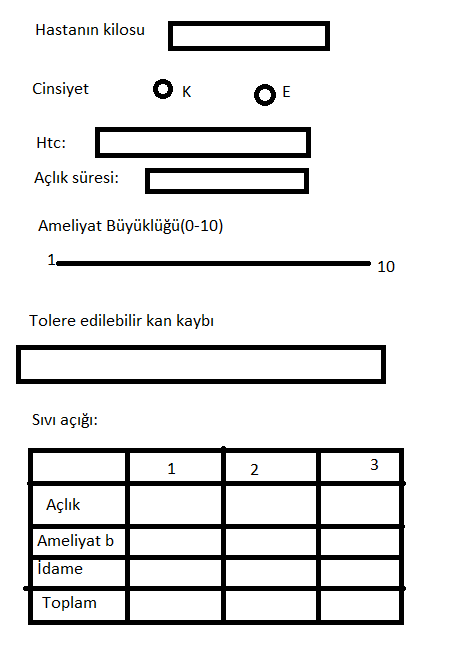 Hastanın kilosu
Cinsiyet K E
Htc:
Açlık süresi:
Ameliyat Büyüklüğü(0-10)
1 10
Tolere edilebilir kan kaybı
Sıvı açığı:
1 2 3
Açlık
Ameliyat b
İdame
Toplam